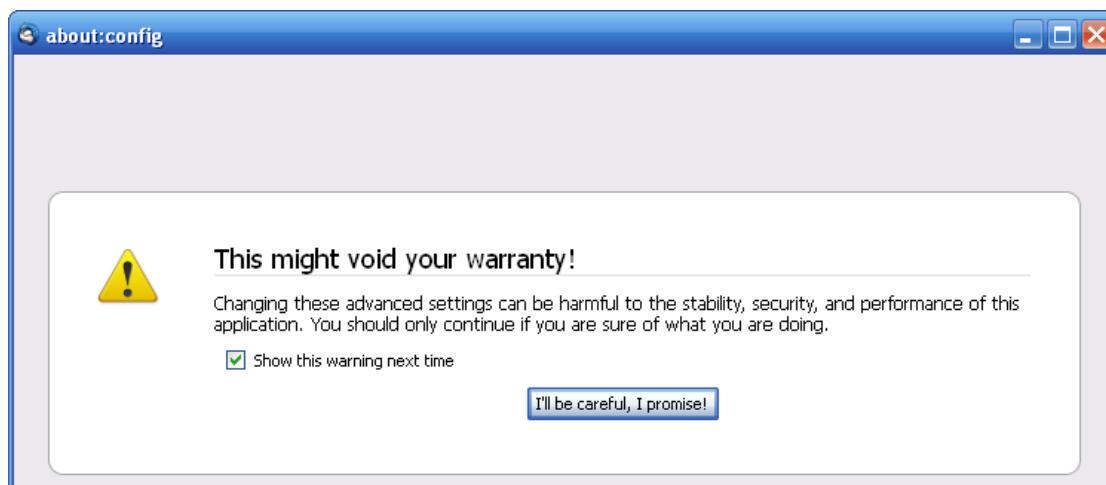 about:config
This might void your warranty!
Changing these advanced settings can be harmful to the stability, security, and performance of this
application. You should only continue if you are sure of what you are doing.
Show this warning next time
I'll be careful, I promise!